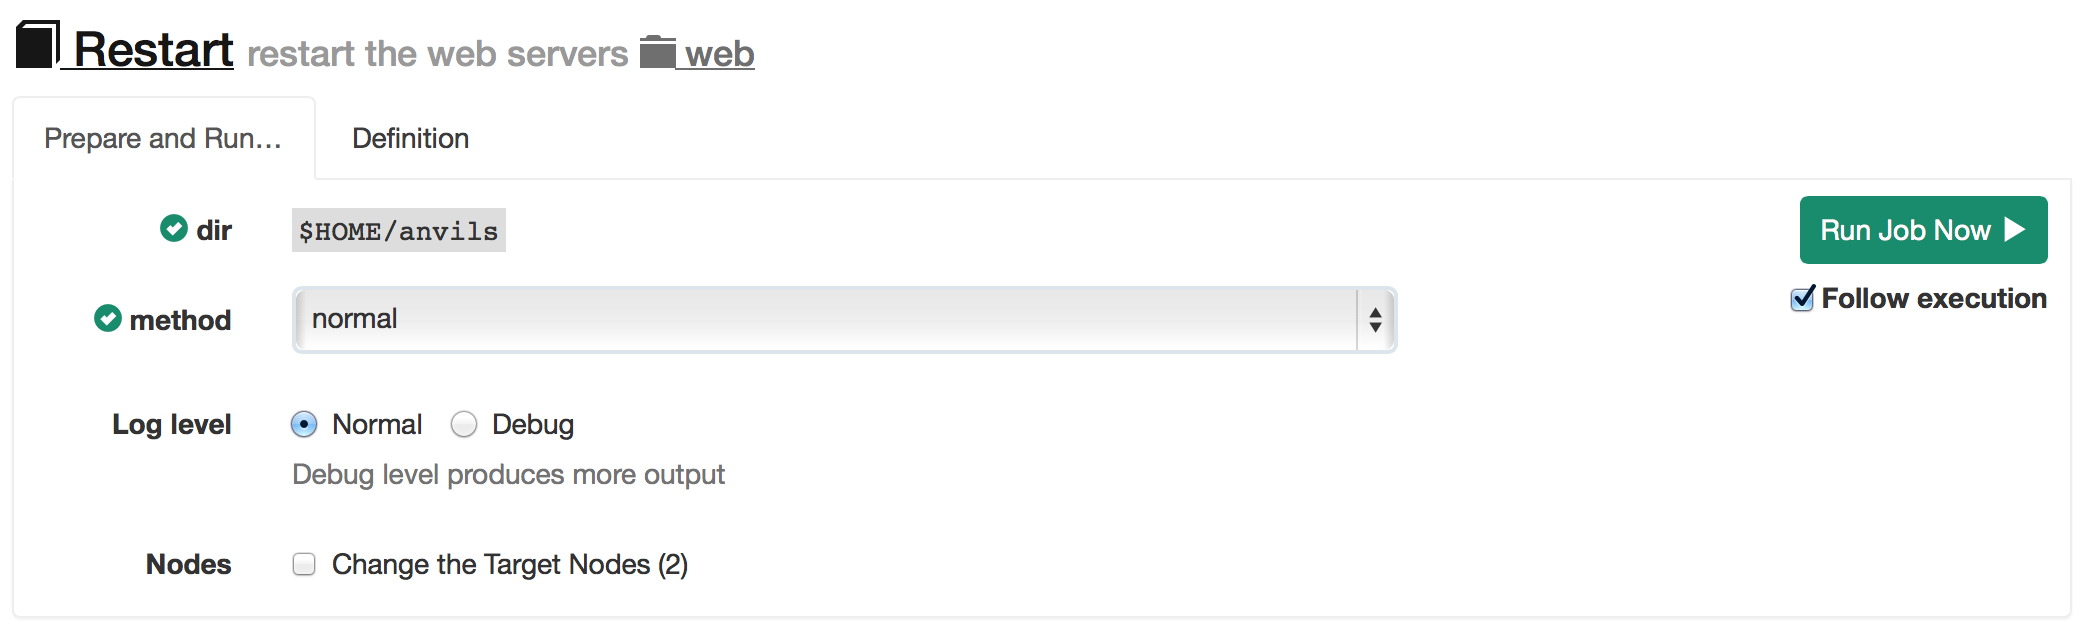 Restart restart the web servers web
Prepare and Run... Definition
dir $HOME/anvils Run Job Now
method normal Follow execution
Log level Normal Debug
Debug level produces more output
Nodes Change the Target Nodes (2)